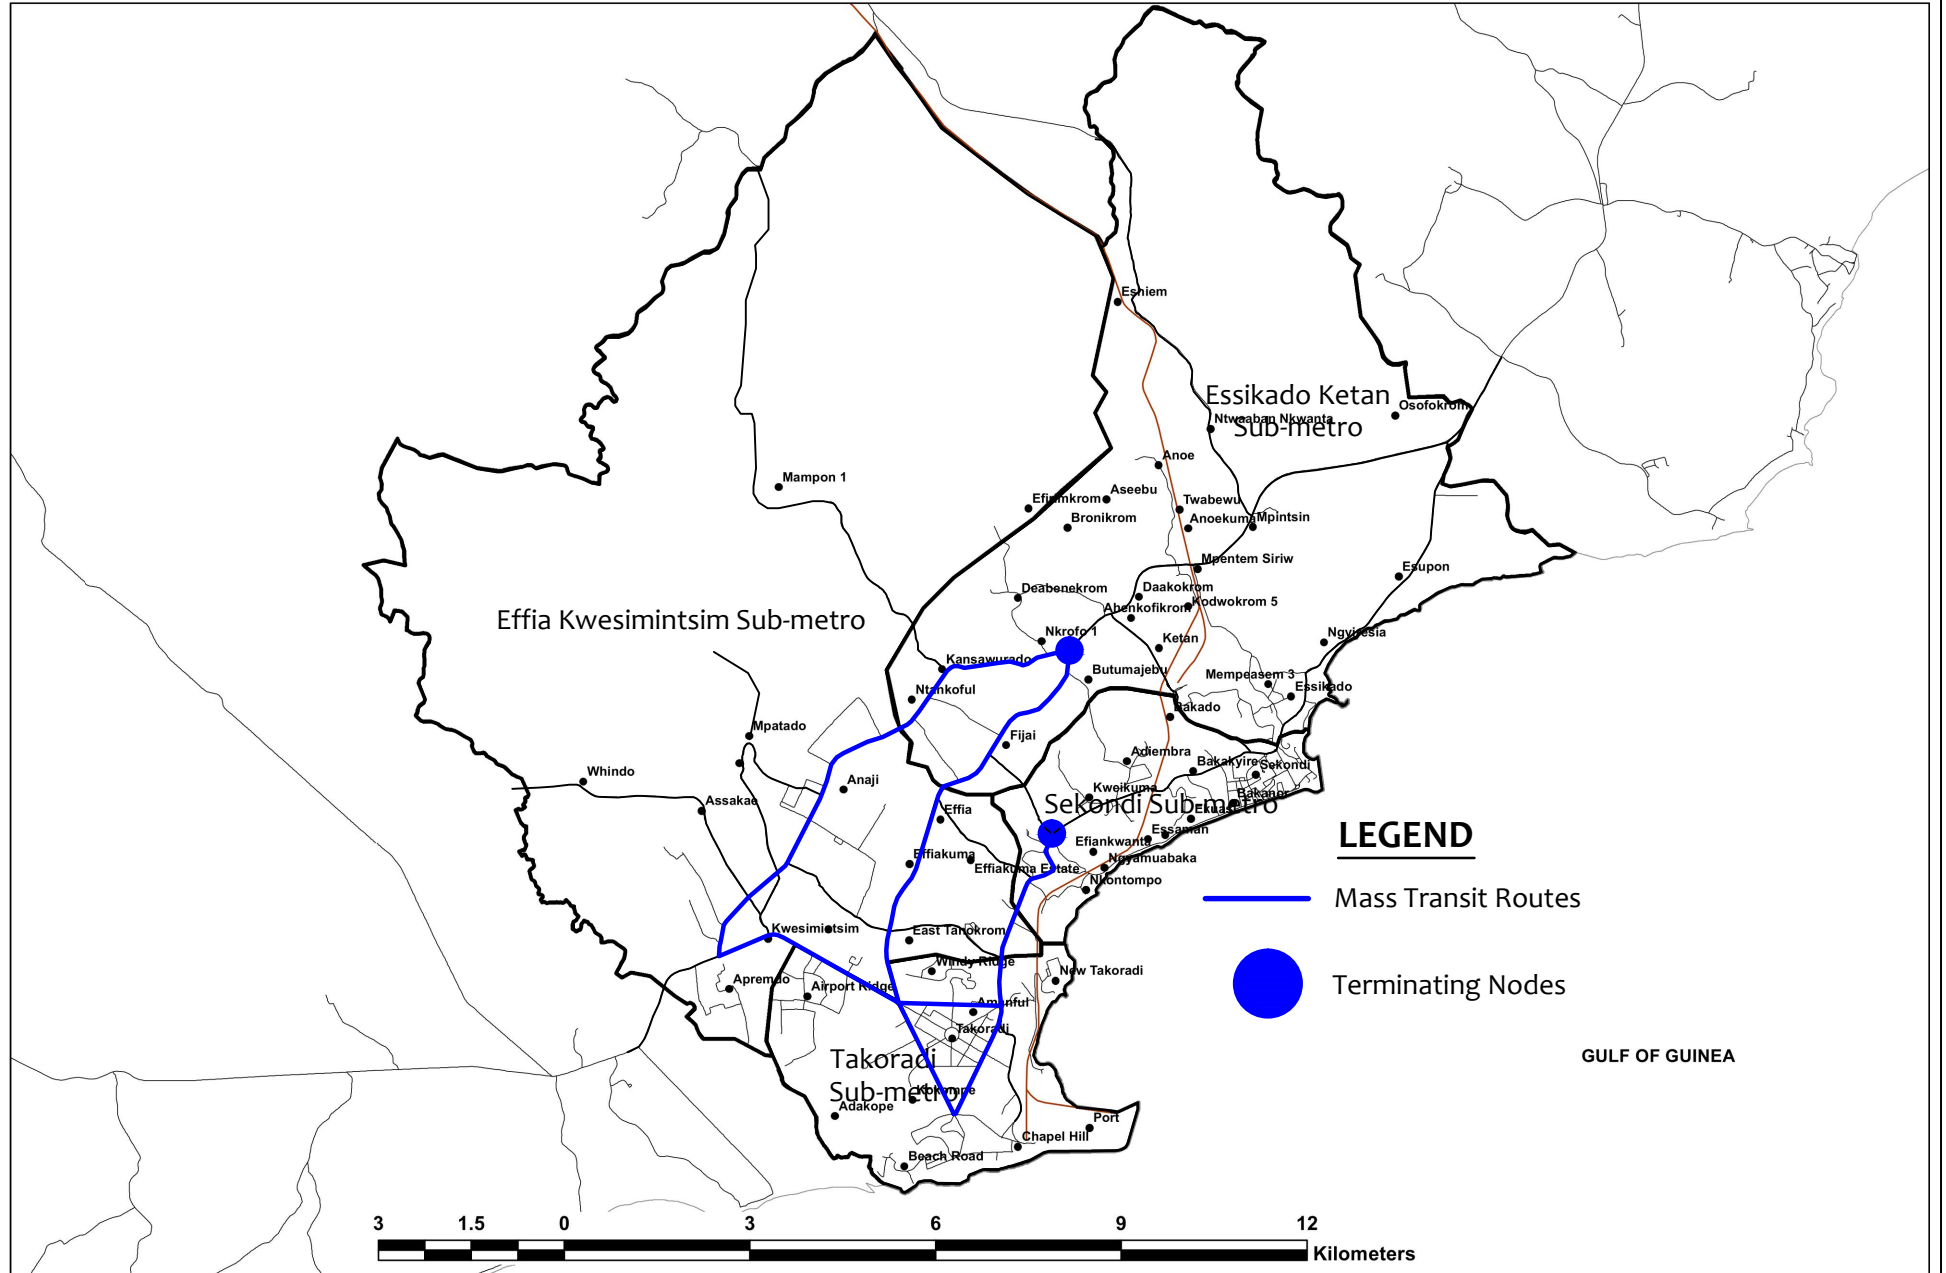 Eshiem
Essikado Ketan
Sub-metro
Osofokrom
Ntwaaban Nkwanta
Anoe
Mampon 1
Aseebu
Efirimkrom
Twabewu
Bronikrom
Anoekuma
Mpintsin
Mpentem Siriw
Esupon
Deabenekrom
Daakokrom
Kodwokrom 5
Ahenkofikrom
Effia Kwesimintsim Sub-metro
Nkrofo 1
Ketan
Ngyiresia
Kansawurado
Butumajebu
Mempeasem 3
Essikado
Ntankoful
Bakado
Mpatado
Fijai
Adiembra
Bakakyire
Sekondi
Whindo
Anaji
Kweikuma
Bakanor
Assakae
Effia
Sekondi Sub-metro
Ekuasi
Essaman
LEGEND
Efiankwanta
Effiakuma
Effiakuma Estate
Ngyamuabaka
Nkontompo
Mass Transit Routes
Kwesimintsim
East Tanokrom
Windy Ridge
New Takoradi
Apremdo
Airport Ridge
Terminating Nodes
Amanful
Takoradi
Takoradi
Sub-metro
GULF OF GUINEA
Kokompe
Adakope
Port
Chapel Hill
Beach Road
3 1.5 0 3 6 9 12
Kilometers